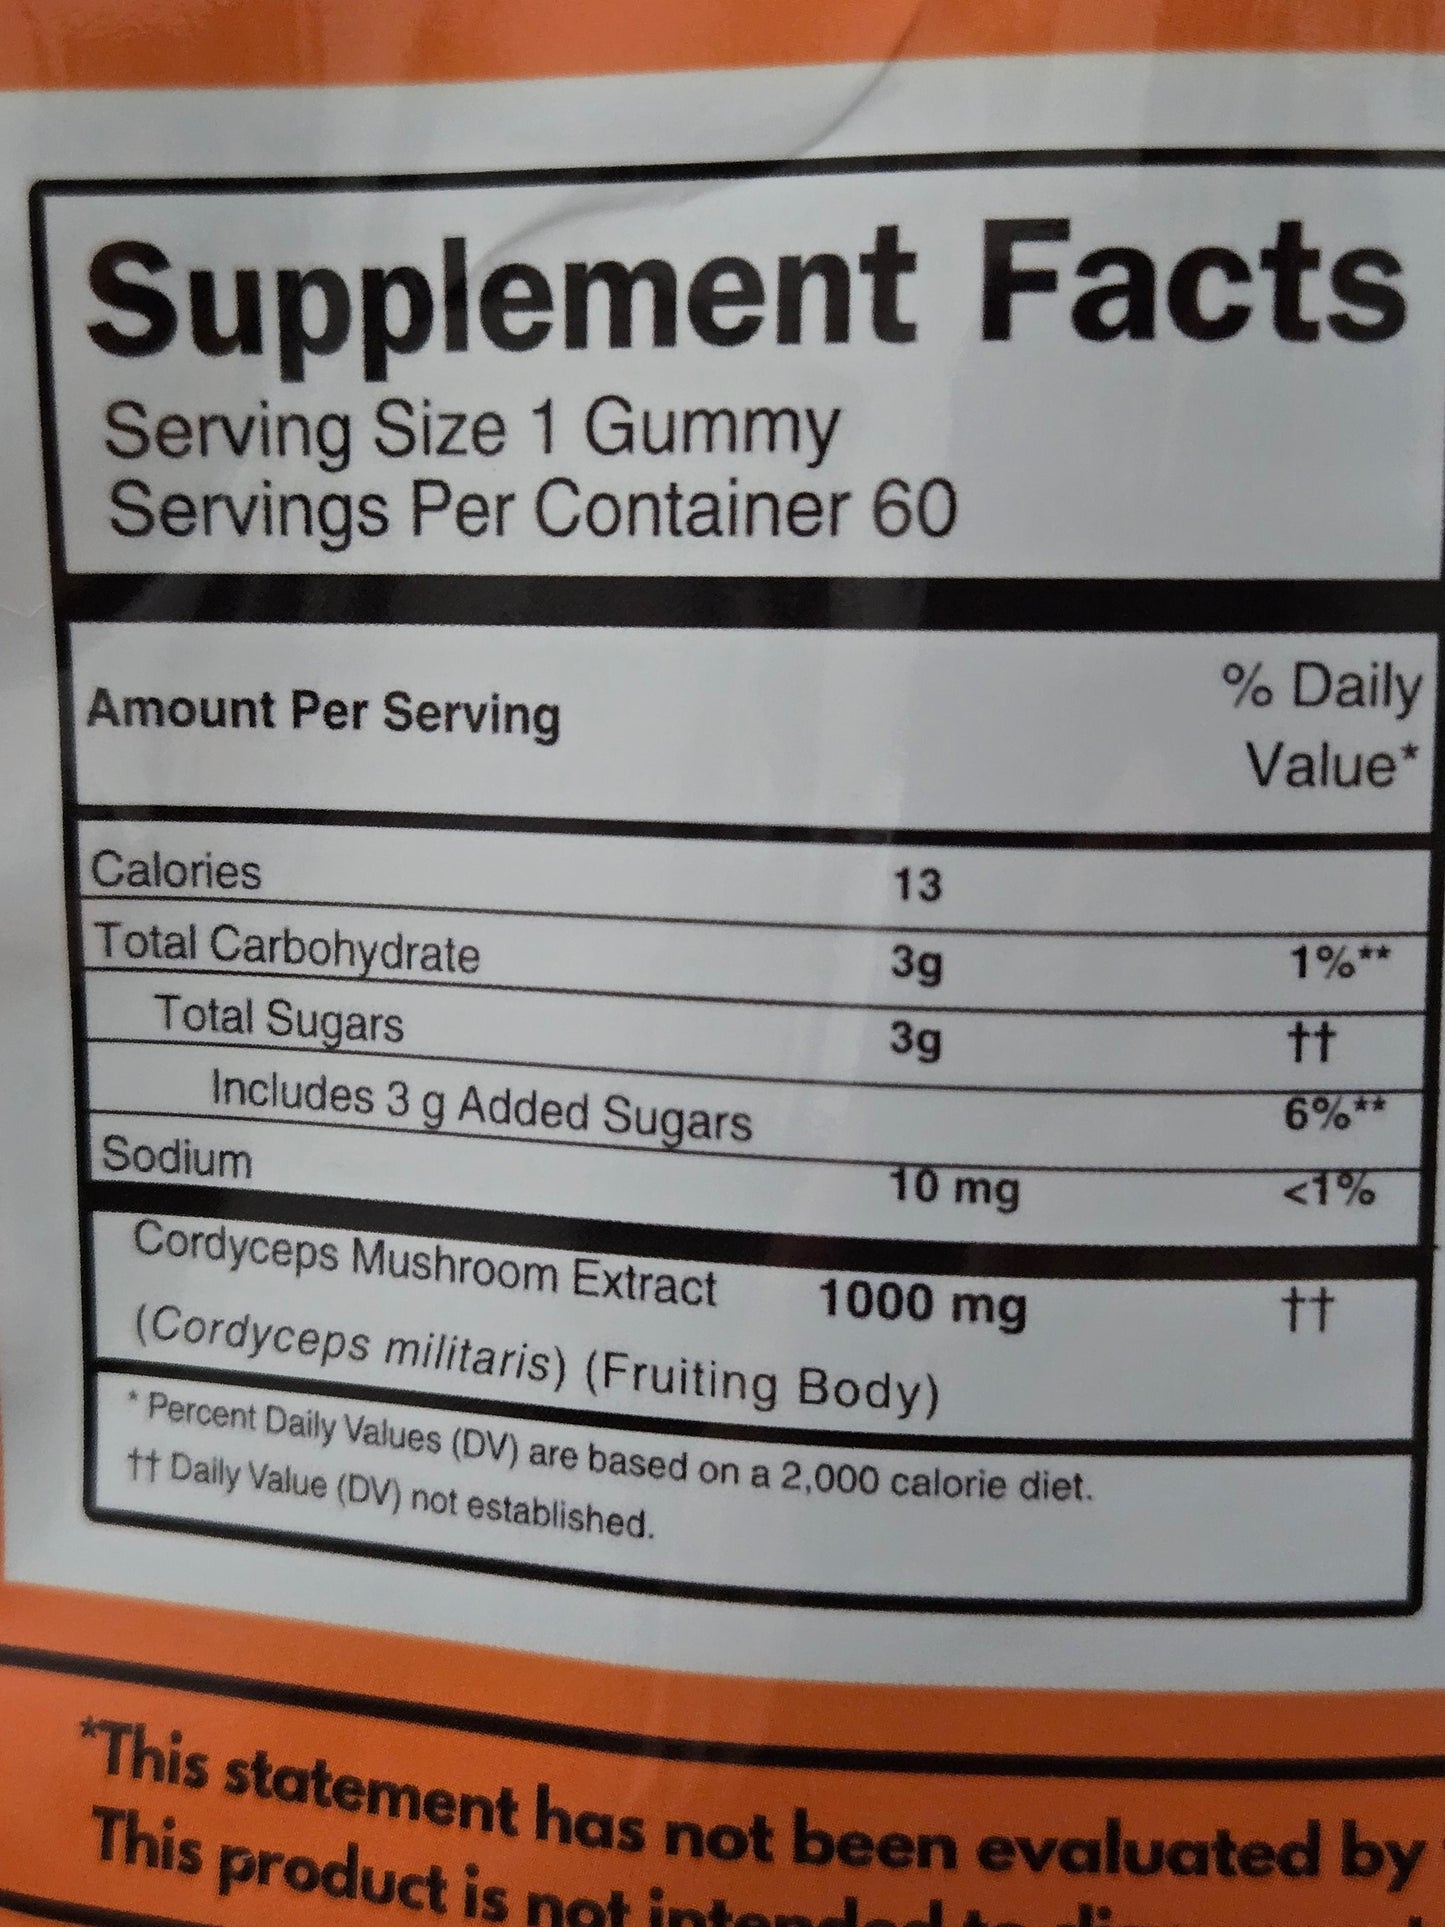 Supplement Facts
Serving Size 1 Gummy
Servings Per Container 60
Amount Per Serving % Daily Value*
Calories 13
Total Carbohydrate 3g 1%**
Total Sugars 3g ††
Includes 3 g Added Sugars 6%**
Sodium 10 mg <1%
Cordyceps Mushroom Extract 1000 mg ††
(Cordyceps militaris) (Fruiting Body)
* Percent Daily Values (DV) are based on a 2,000 calorie diet.
†† Daily Value (DV) not established.
*This statement has not been evaluated by
This product is not intended to